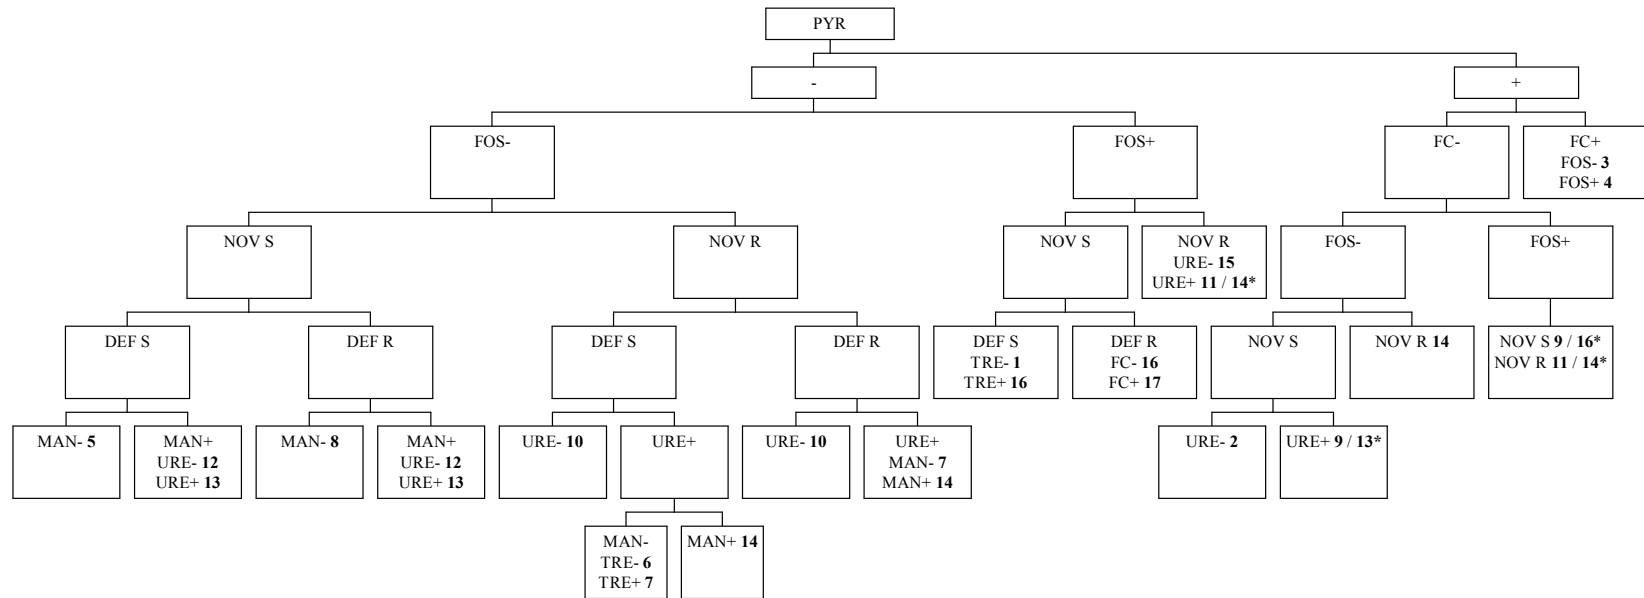 PYR
-
+
FOS-
FOS+
FC-
FC+
FOS- 3
FOS+ 4
NOV S
NOV R
NOV S
NOV R
URE- 15
URE+ 11 / 14*
FOS-
FOS+
DEF S
DEF R
DEF S
DEF R
DEF S
TRE- 1
TRE+ 16
DEF R
FC- 16
FC+ 17
NOV S
NOV R 14
NOV S 9 / 16*
NOV R 11 / 14*
MAN- 5
MAN+
URE- 12
URE+ 13
MAN- 8
MAN+
URE- 12
URE+ 13
URE- 10
URE+
URE- 10
URE+
MAN- 7
MAN+ 14
URE- 2
URE+ 9 / 13*
MAN-
TRE- 6
TRE+ 7
MAN+ 14